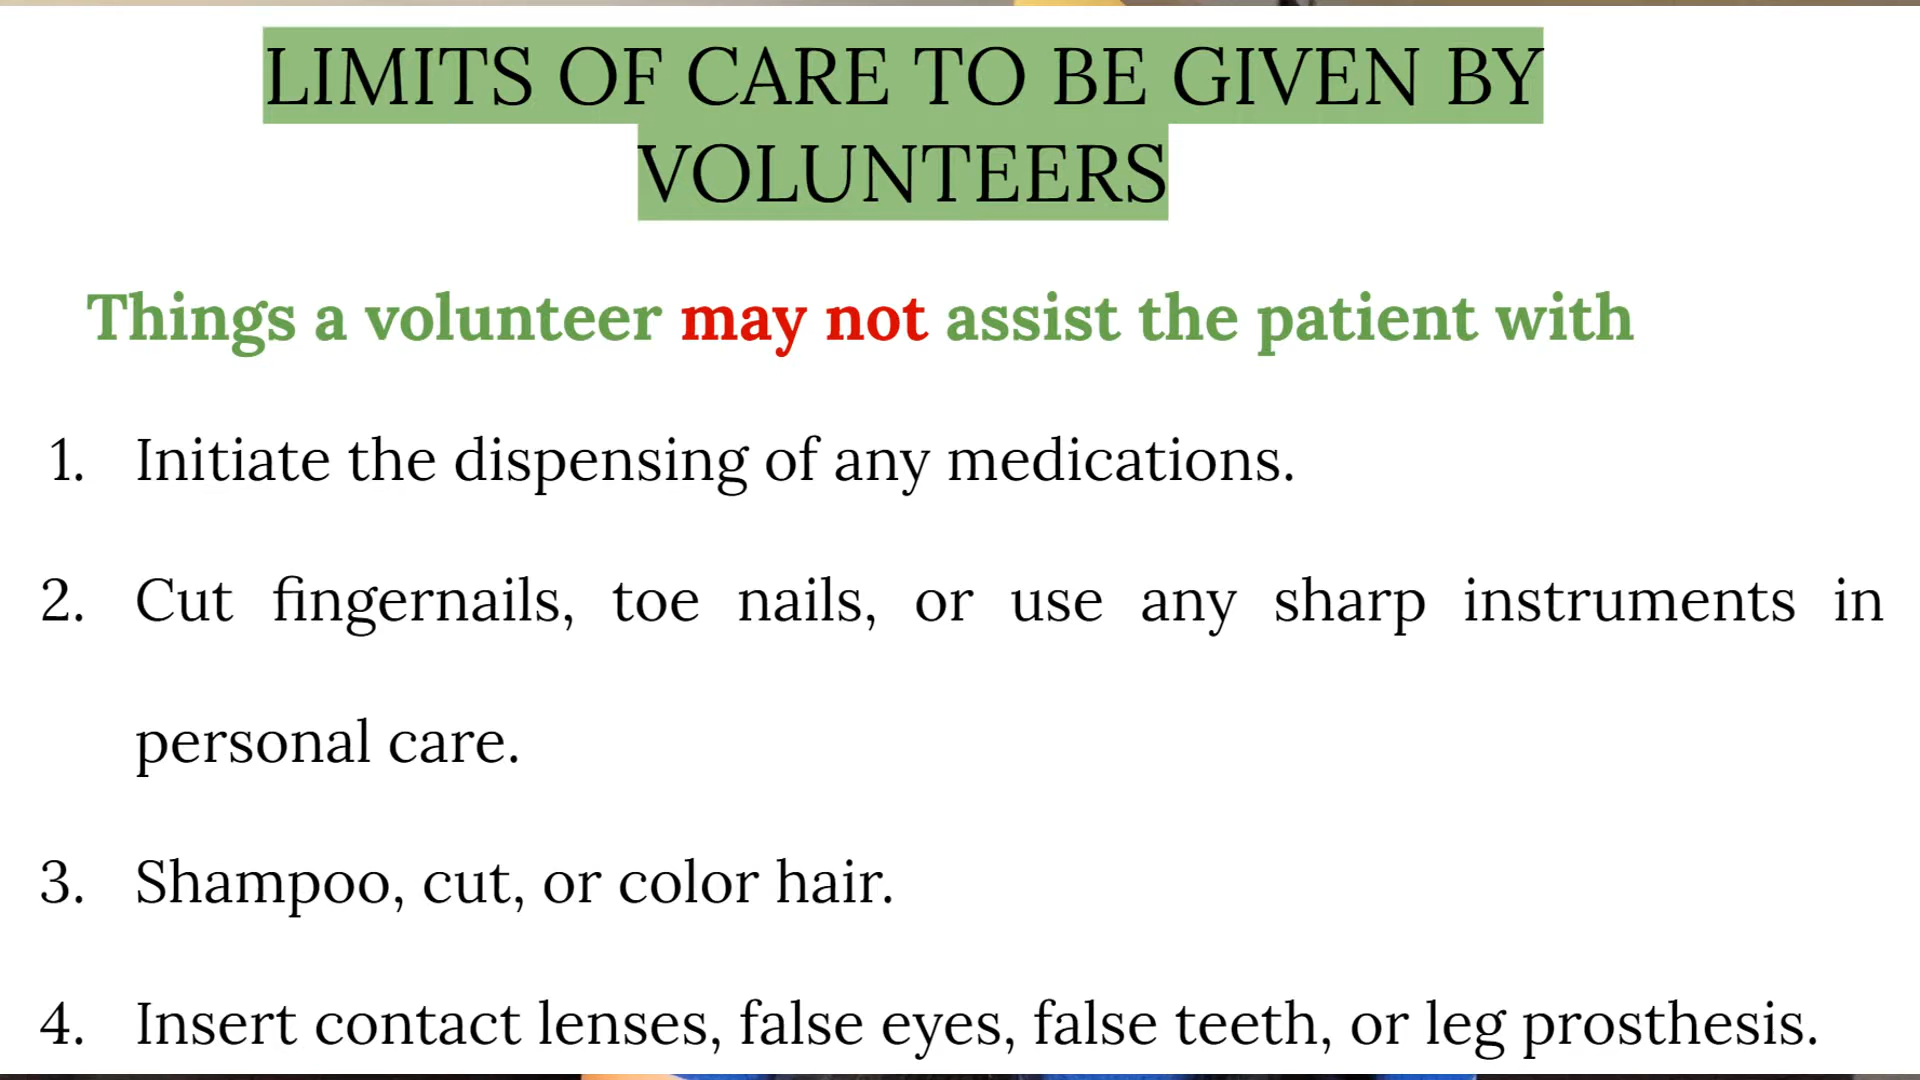 LIMITS OF CARE TO BE GIVEN BY
VOLUNTEERS
Things a volunteer may not assist the patient with
1. Initiate the dispensing of any medications.
2. Cut fingernails, toe nails, or use any sharp instruments in
personal care.
3. Shampoo, cut, or color hair.
4. Insert contact lenses, false eyes, false teeth, or leg prosthesis.